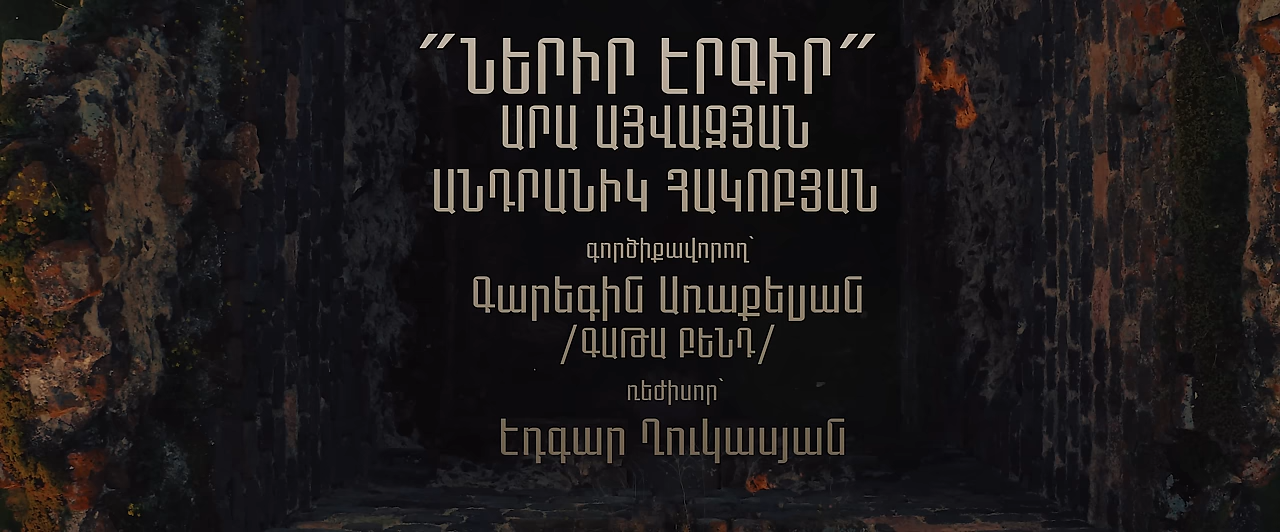 "ՆԵՐԻՐ ԷՐԳԻՐ"
ԱՐԱ ԱՅՎԱԶՅԱՆ
ԱՆԴՐԱՆԻԿ ՀԱԿՈԲՅԱՆ
գործիքավորող՝
Գարեգին Առաքելյան
/ԳԱԹԱ ԲԵՆԴ/
ռեժիսոր՝
Էդգար Ղուկասյան